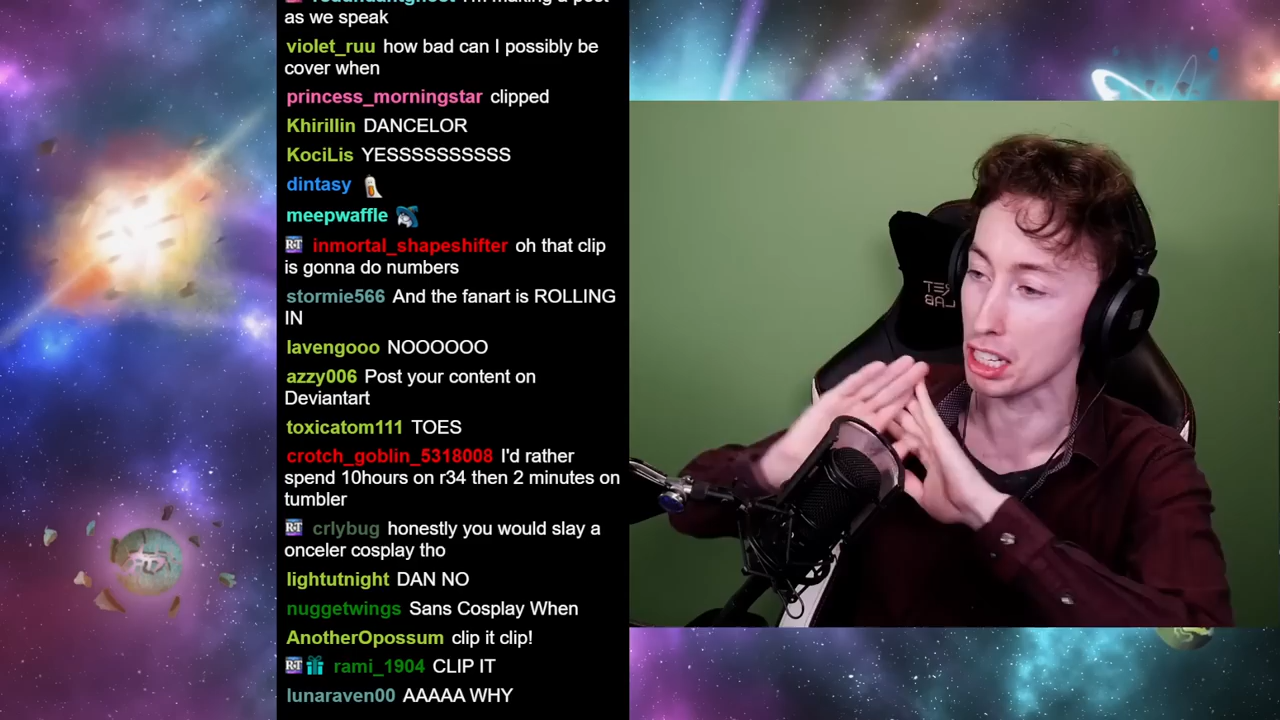 as we speak
violet_ruu how bad can I possibly be
cover when
princess_morningstar clipped
Khirillin DANCELOR
KociLis YESSSSSSSSSS
dintasy
meepwaffle
RT inmortal_shapeshifter oh that clip
is gonna do numbers
stormie566 And the fanart is ROLLING
IN
lavengooo NOOOOOO
azzy006 Post your content on
Deviantart
toxicatom111 TOES
crotch_goblin_5318008 I'd rather
spend 10hours on r34 then 2 minutes on
tumbler
RT crlybug honestly you would slay a
onceler cosplay tho
lightutnight DAN NO
nuggetwings Sans Cosplay When
AnotherOpossum clip it clip!
RT rami_1904 CLIP IT
lunaraven00 AAAAA WHY